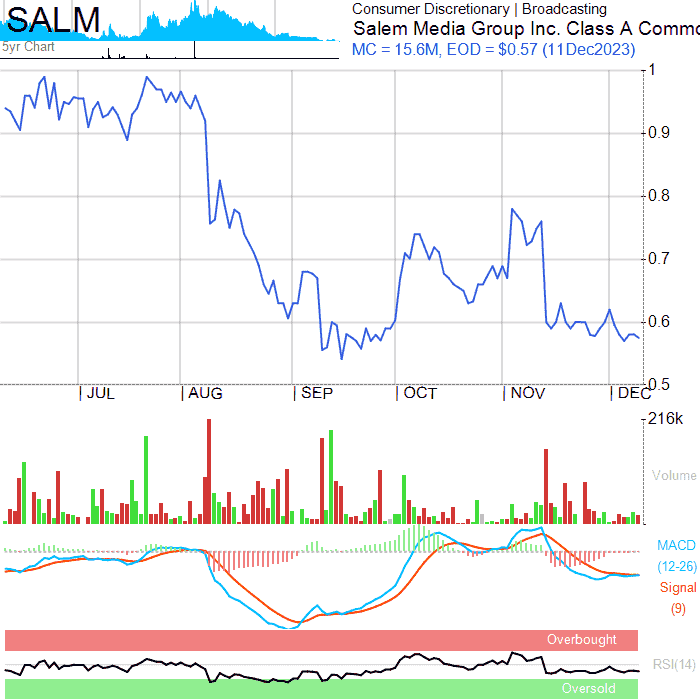 SALM
5yr Chart
Consumer Discretionary | Broadcasting
Salem Media Group Inc. Class A Commo
MC = 15.6M, EOD = $0.57 (11Dec2023)
1
0.9
0.8
0.7
0.6
0.5
JUL AUG SEP OCT NOV DEC
216k
Volume
MACD
(12-26)
Signal
(9)
Overbought
RSI(14)
Oversold